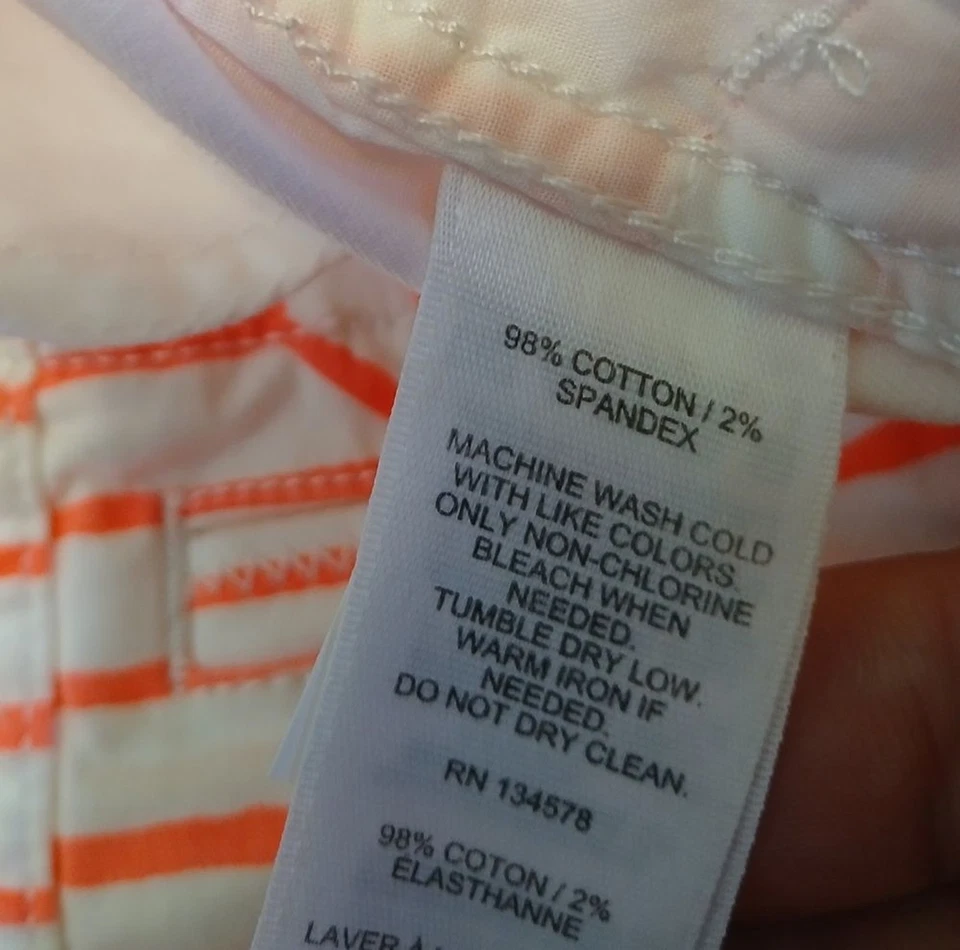 98% COTTON / 2%
SPANDEX
MACHINE WASH COLD
WITH LIKE COLORS.
ONLY NON-CHLORINE
BLEACH WHEN
NEEDED.
TUMBLE DRY LOW.
WARM IRON IF
NEEDED.
DO NOT DRY CLEAN.
RN 134578
98% COTON / 2%
ÉLASTHANNE
LAVER À